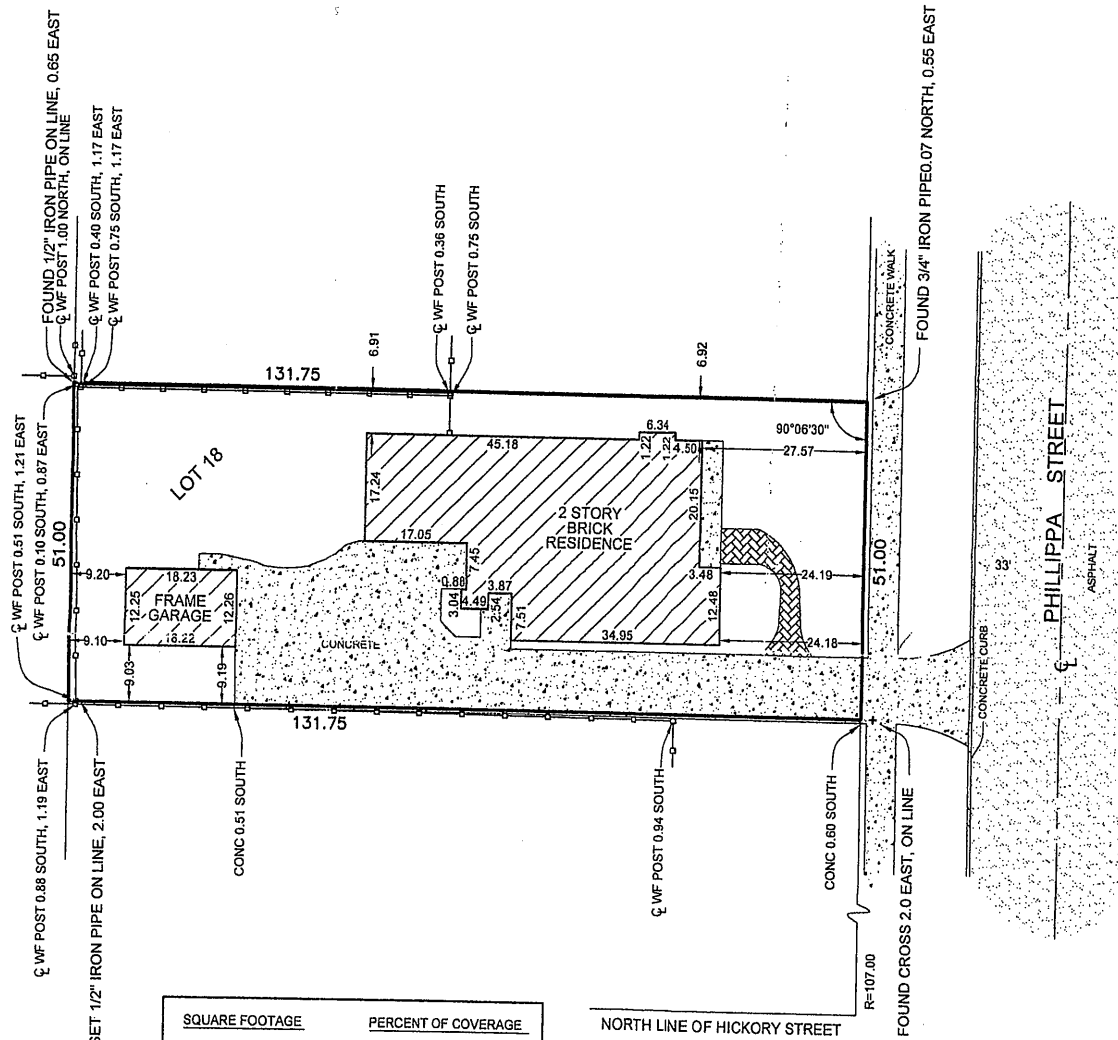 FOUND 1/2" IRON PIPE ON LINE, 0.65 EAST
℄ WF POST 1.00 NORTH, ON LINE
℄ WF POST 0.40 SOUTH, 1.17 EAST
℄ WF POST 0.75 SOUTH, 1.17 EAST
℄ WF POST 0.36 SOUTH
℄ WF POST 0.75 SOUTH
FOUND 3/4" IRON PIPE0.07 NORTH, 0.55 EAST
℄ WF POST 0.51 SOUTH, 1.21 EAST
℄ WF POST 0.10 SOUTH, 0.87 EAST
131.75
6.91
6.92
CONCRETE WALK
LOT 18
51.00
90°06'30"
6.34
1.22
1.22
4.50
27.57
45.18
17.24
20.15
2 STORY
BRICK
RESIDENCE
17.05
7.45
9.20
18.23
12.25
FRAME
GARAGE
12.26
18.22
9.10
0.88
3.87
3.04
4.49
2.54
7.51
3.48
24.19
12.48
51.00
33'
PHILLIPPA STREET
℄
ASPHALT
CONCRETE
34.95
24.18
9.03
9.19
CONCRETE CURB
131.75
℄ WF POST 0.88 SOUTH, 1.19 EAST
SET 1/2" IRON PIPE ON LINE, 2.00 EAST
CONC 0.51 SOUTH
℄ WF POST 0.94 SOUTH
CONC 0.60 SOUTH
FOUND CROSS 2.0 EAST, ON LINE
R=107.00
SQUARE FOOTAGE PERCENT OF COVERAGE
NORTH LINE OF HICKORY STREET